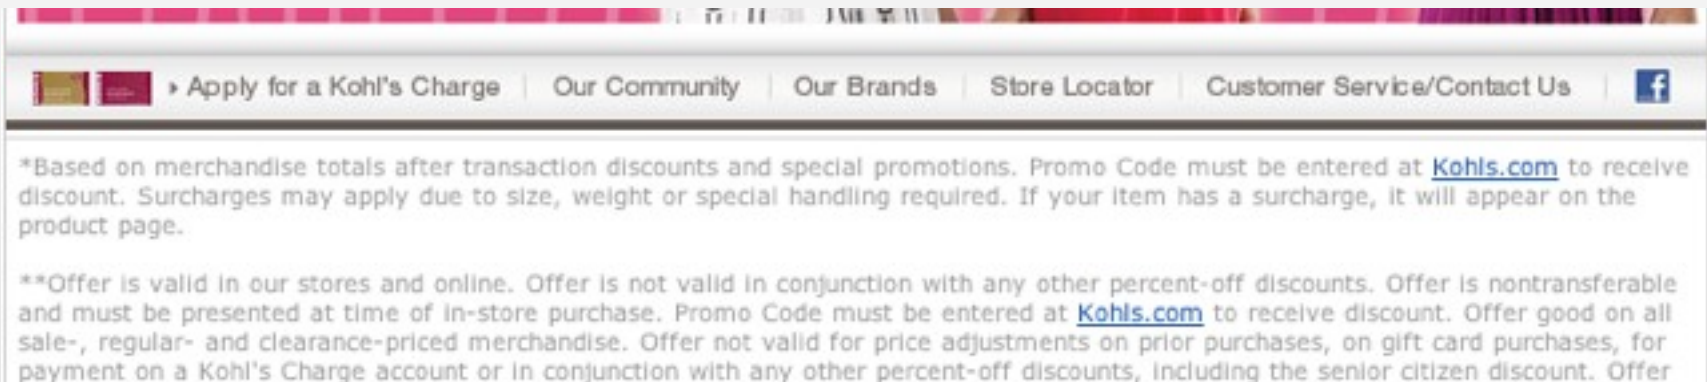 Apply for a Kohl's Charge Our Community Our Brands Store Locator Customer Service/Contact Us f
*Based on merchandise totals after transaction discounts and special promotions. Promo Code must be entered at Kohls.com to receive
discount. Surcharges may apply due to size, weight or special handling required. If your item has a surcharge, it will appear on the
product page.
**Offer is valid in our stores and online. Offer is not valid in conjunction with any other percent-off discounts. Offer is nontransferable
and must be presented at time of in-store purchase. Promo Code must be entered at Kohls.com to receive discount. Offer good on all
sale-, regular- and clearance-priced merchandise. Offer not valid for price adjustments on prior purchases, on gift card purchases, for
payment on a Kohl's Charge account or in conjunction with any other percent-off discounts, including the senior citizen discount. Offer